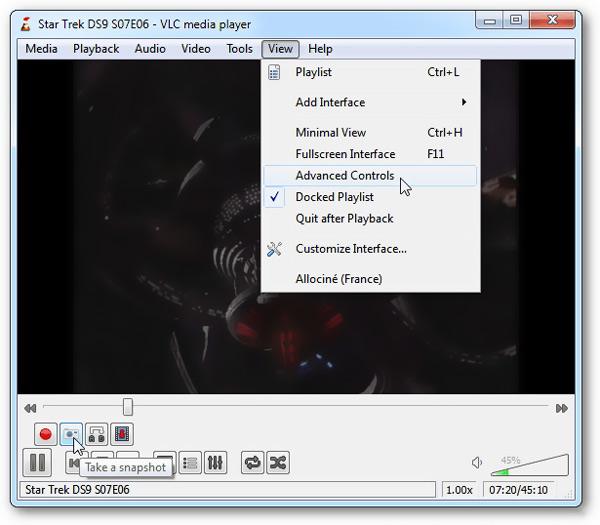 Star Trek DS9 S07E06 - VLC media player
Media Playback Audio Video Tools View Help
Playlist Ctrl+L
Add Interface
Minimal View Ctrl+H
Fullscreen Interface F11
Advanced Controls
Docked Playlist
Quit after Playback
Customize Interface...
Allociné (France)
A B
Take a snapshot
45%
Star Trek DS9 S07E06 1.00x 07:20/45:10